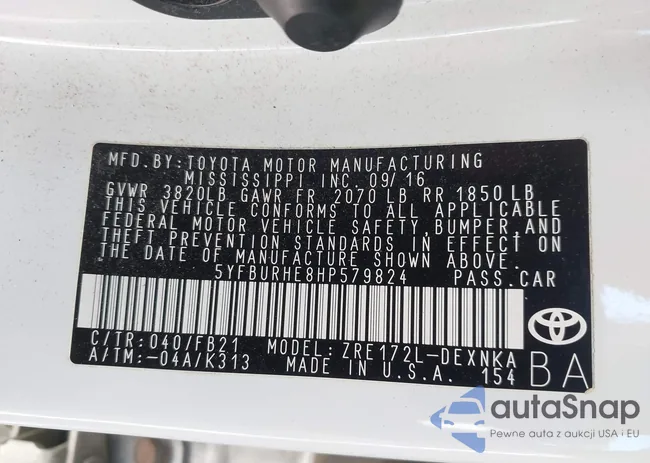 MFD. BY: TOYOTA MOTOR MANUFACTURING
MISSISSIPPI INC. 09/16
GVWR 3820LB GAWR FR 2070 LB RR 1850 LB
THIS VEHICLE CONFORMS TO ALL APPLICABLE
FEDERAL MOTOR VEHICLE SAFETY, BUMPER, AND
THEFT PREVENTION STANDARDS IN EFFECT ON
THE DATE OF MANUFACTURE SHOWN ABOVE.
5YFBURHE8HP579824 PASS. CAR
C/TR: 040/FB21 MODEL: ZRE172L-DEXNKA
A/TM: -04A/K313 MADE IN U.S.A. 154 BA
autaSnap
Pewne auta z aukcji USA i EU